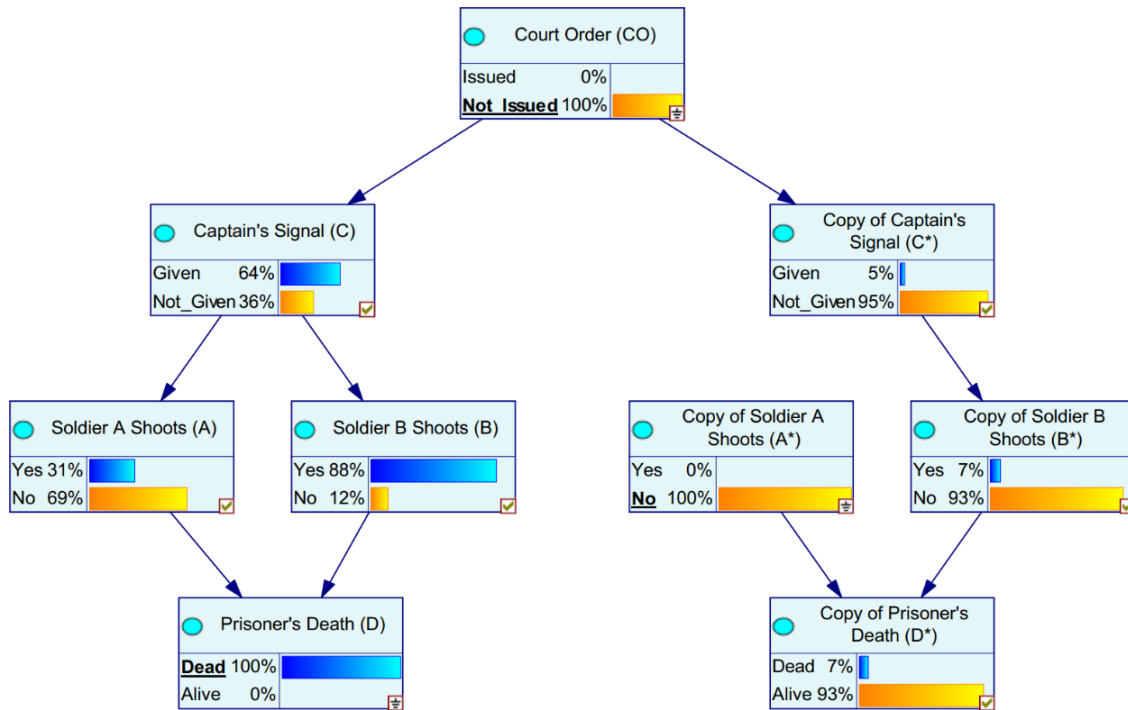 Court Order (CO)
Issued 0%
Not_Issued 100%
Captain's Signal (C)
Given 64%
Not_Given 36%
Copy of Captain's
Signal (C*)
Given 5%
Not_Given 95%
Soldier A Shoots (A)
Yes 31%
No 69%
Soldier B Shoots (B)
Yes 88%
No 12%
Copy of Soldier A
Shoots (A*)
Yes 0%
No 100%
Copy of Soldier B
Shoots (B*)
Yes 7%
No 93%
Prisoner's Death (D)
Dead 100%
Alive 0%
Copy of Prisoner's
Death (D*)
Dead 7%
Alive 93%